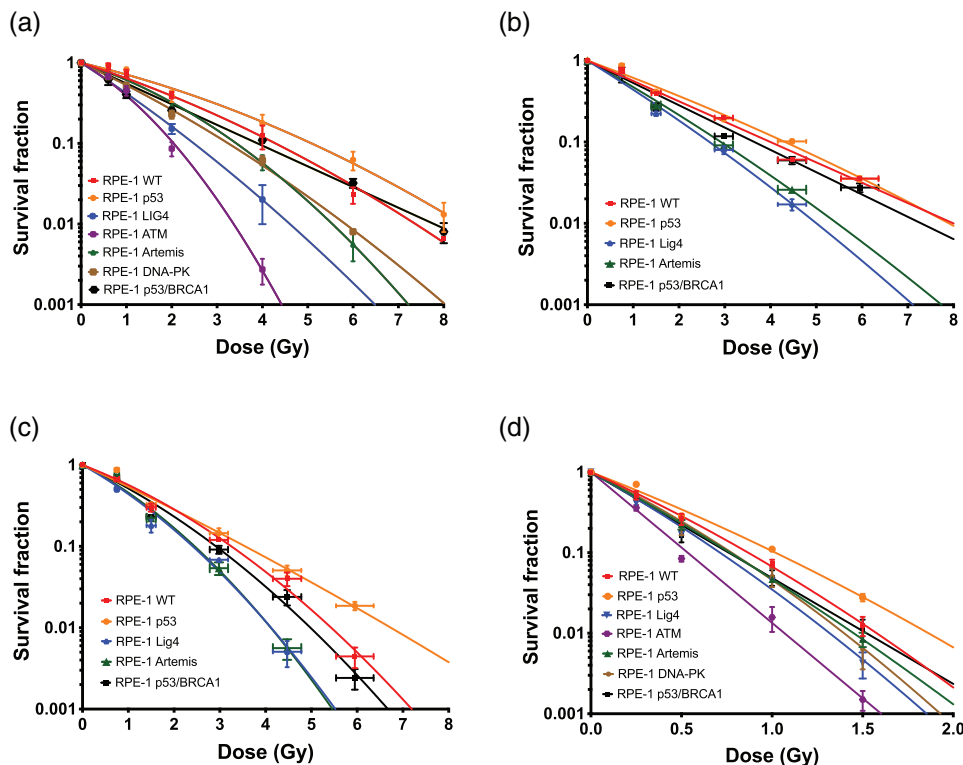 (a)
Survival fraction
1
0.1
0.01
0.001
RPE-1 WT
RPE-1 p53
RPE-1 LIG4
RPE-1 ATM
RPE-1 Artemis
RPE-1 DNA-PK
RPE-1 p53/BRCA1
0 1 2 3 4 5 6 7 8
Dose (Gy)
(b)
Survival fraction
1
0.1
0.01
0.001
RPE-1 WT
RPE-1 p53
RPE-1 Lig4
RPE-1 Artemis
RPE-1 p53/BRCA1
0 1 2 3 4 5 6 7 8
Dose (Gy)
(c)
Survival fraction
1
0.1
0.01
0.001
RPE-1 WT
RPE-1 p53
RPE-1 Lig4
RPE-1 Artemis
RPE-1 p53/BRCA1
0 1 2 3 4 5 6 7 8
Dose (Gy)
(d)
Survival fraction
1
0.1
0.01
0.001
RPE-1 WT
RPE-1 p53
RPE-1 Lig4
RPE-1 ATM
RPE-1 Artemis
RPE-1 DNA-PK
RPE-1 p53/BRCA1
0.0 0.5 1.0 1.5 2.0
Dose (Gy)